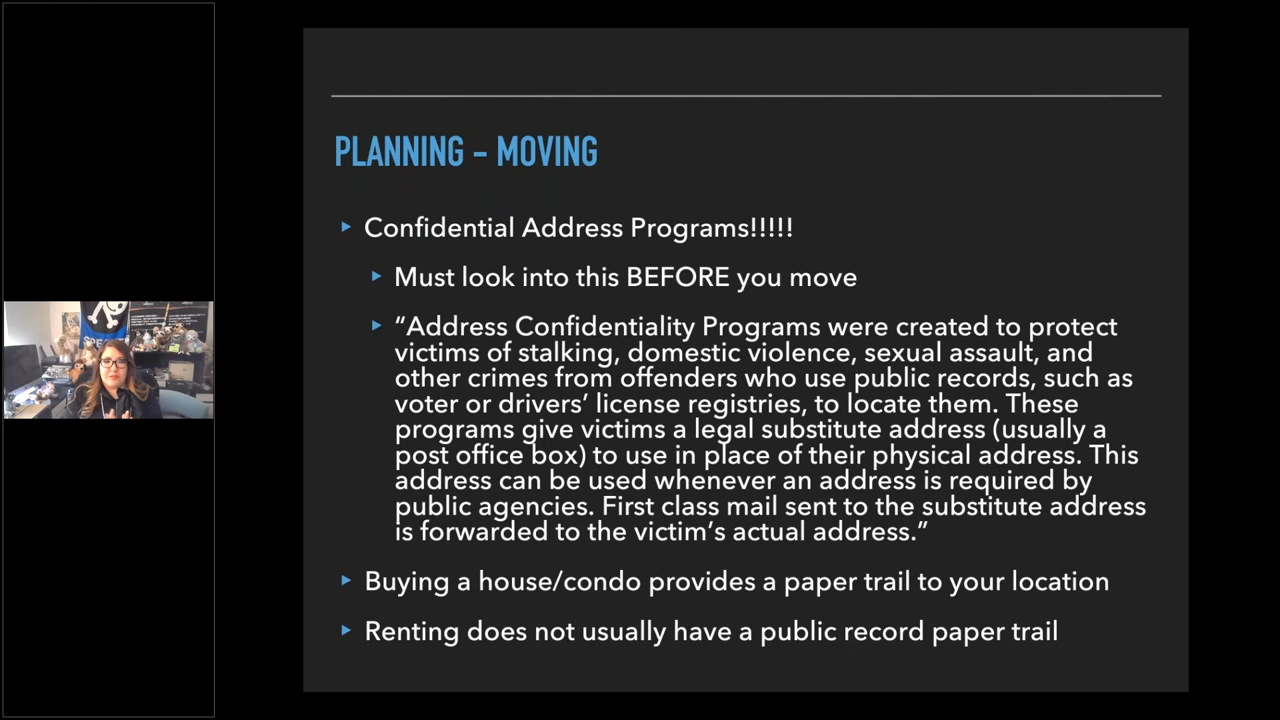 PLANNING – MOVING
Confidential Address Programs!!!!!
Must look into this BEFORE you move
“Address Confidentiality Programs were created to protect
victims of stalking, domestic violence, sexual assault, and
other crimes from offenders who use public records, such as
voter or drivers’ license registries, to locate them. These
programs give victims a legal substitute address (usually a
post office box) to use in place of their physical address. This
address can be used whenever an address is required by
public agencies. First class mail sent to the substitute address
is forwarded to the victim’s actual address.”
Buying a house/condo provides a paper trail to your location
Renting does not usually have a public record paper trail